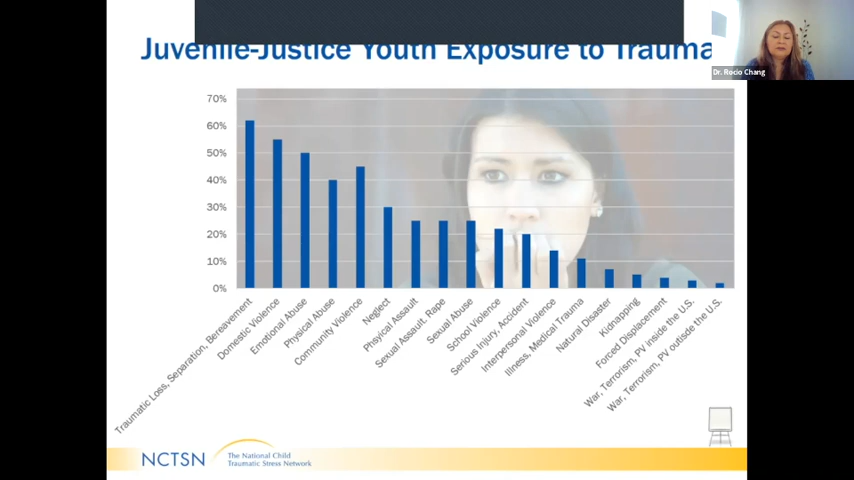 Juvenile-Justice Youth Exposure to Trauma
Dr. Rocio Chang
70%
60%
50%
40%
30%
20%
10%
0%
Traumatic Loss, Separation, Bereavement
Domestic Violence
Emotional Abuse
Physical Abuse
Community Violence
Neglect
Phsyical Assault
Sexual Assault, Rape
Sexual Abuse
School Violence
Serious Injury, Accident
Interpersonal Violence
Illness, Medical Trauma
Natural Disaster
Kidnapping
Forced Displacement
War, Terrorism, PV inside the U.S.
War, Terrorism, PV outisde the U.S.
NCTSN
The National Child
Traumatic Stress Network